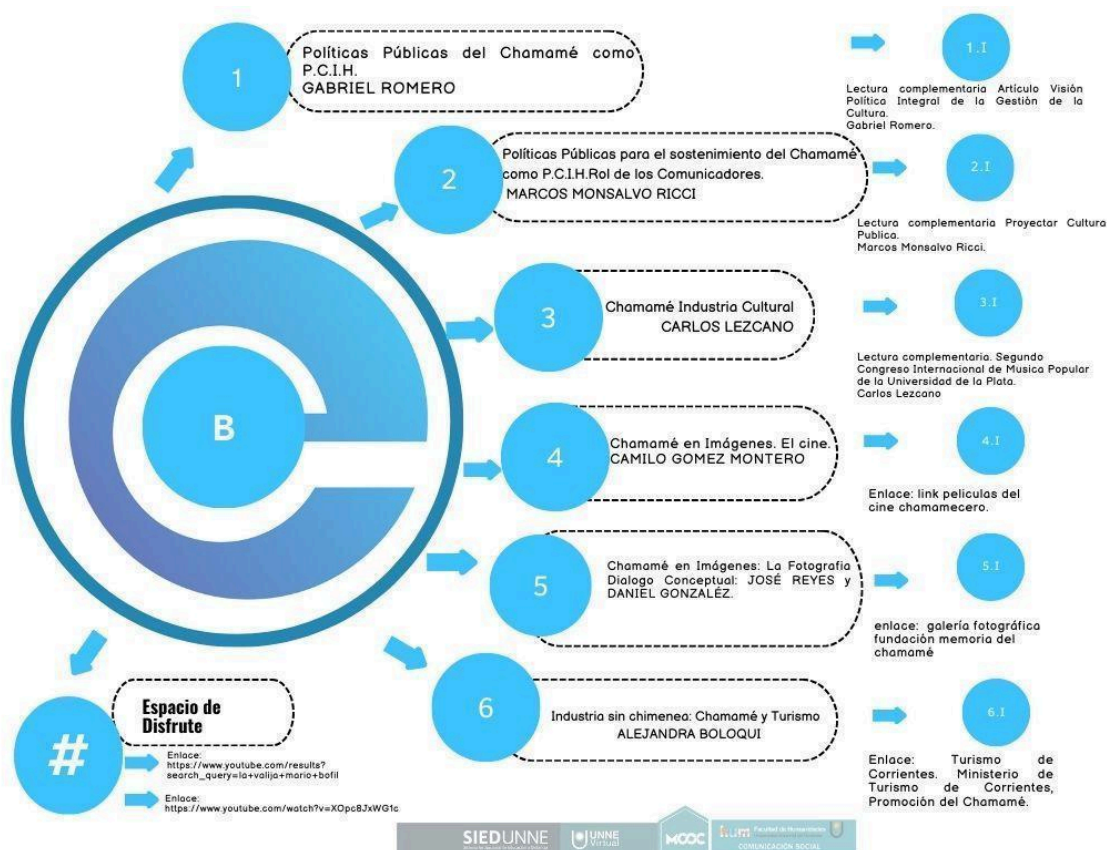 1
Políticas Públicas del Chamamé como
P.C.I.H.
GABRIEL ROMERO
1.I
Lectura complementaria Artículo Visión
Política Integral de la Gestión de la
Cultura.
Gabriel Romero.
2
Políticas Públicas para el sostenimiento del Chamamé
como P.C.I.H.Rol de los Comunicadores.
MARCOS MONSALVO RICCI
2.I
Lectura complementaria Proyectar Cultura
Publica.
Marcos Monsalvo Ricci.
3
Chamamé Industria Cultural
CARLOS LEZCANO
3.I
Lectura complementaria. Segundo
Congreso Internacional de Musica Popular
de la Universidad de la Plata.
Carlos Lezcano
B
4
Chamamé en Imágenes. El cine.
CAMILO GOMEZ MONTERO
4.I
Enlace: link peliculas del
cine chamamecero.
5
Chamamé en Imágenes: La Fotografia
Dialogo Conceptual: JOSÉ REYES y
DANIEL GONZALÉZ.
5.I
enlace: galería fotográfica
fundación memoria del
chamamé
6
Industria sin chimenea: Chamamé y Turismo
ALEJANDRA BOLOQUI
6.I
Enlace: Turismo de
Corrientes. Ministerio de
Turismo de Corrientes,
Promoción del Chamamé.
#
Espacio de
Disfrute
Enlace:
https://www.youtube.com/results?
search_query=la+valija+mario+bofil
Enlace:
https://www.youtube.com/watch?v=XOpc8JxWG1c
SIEDUNNE
UNNE
Virtual
MOOC
hum
Facultad de Humanidades
COMUNICACIÓN SOCIAL